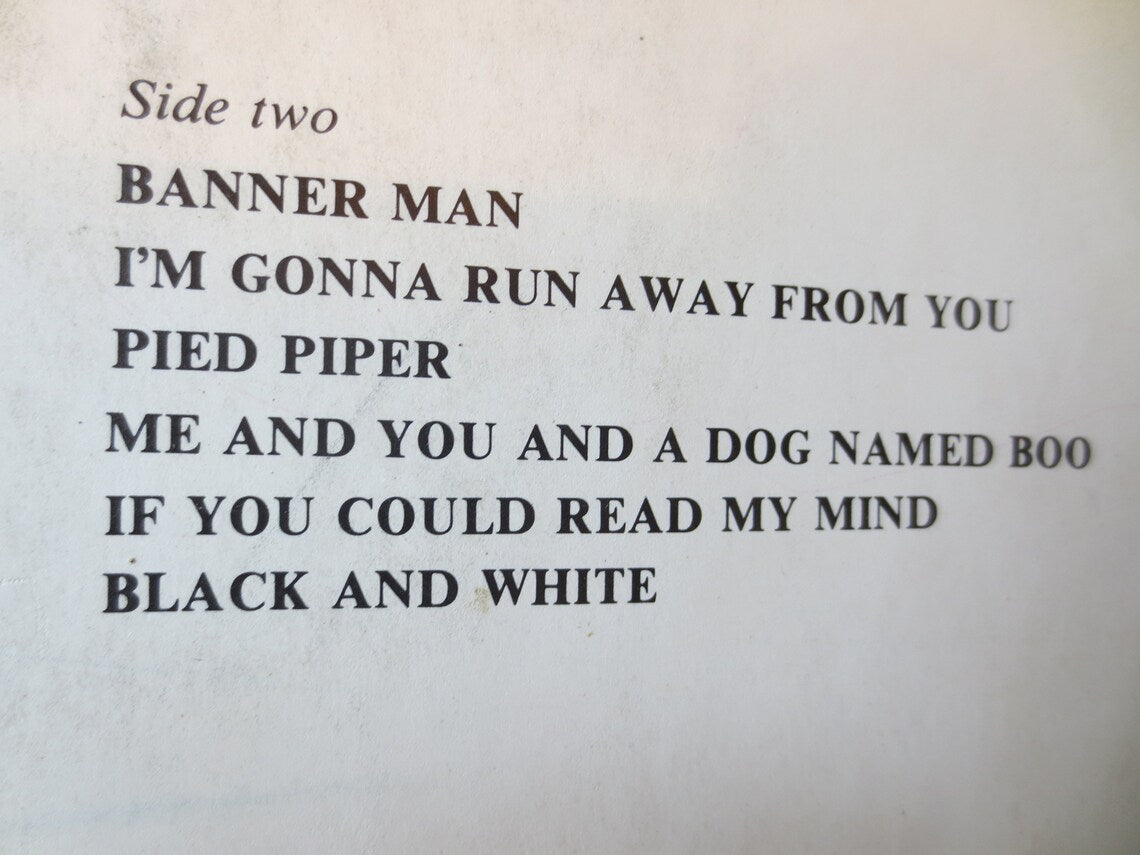 Side two
BANNER MAN
I'M GONNA RUN AWAY FROM YOU
PIED PIPER
ME AND YOU AND A DOG NAMED BOO
IF YOU COULD READ MY MIND
BLACK AND WHITE